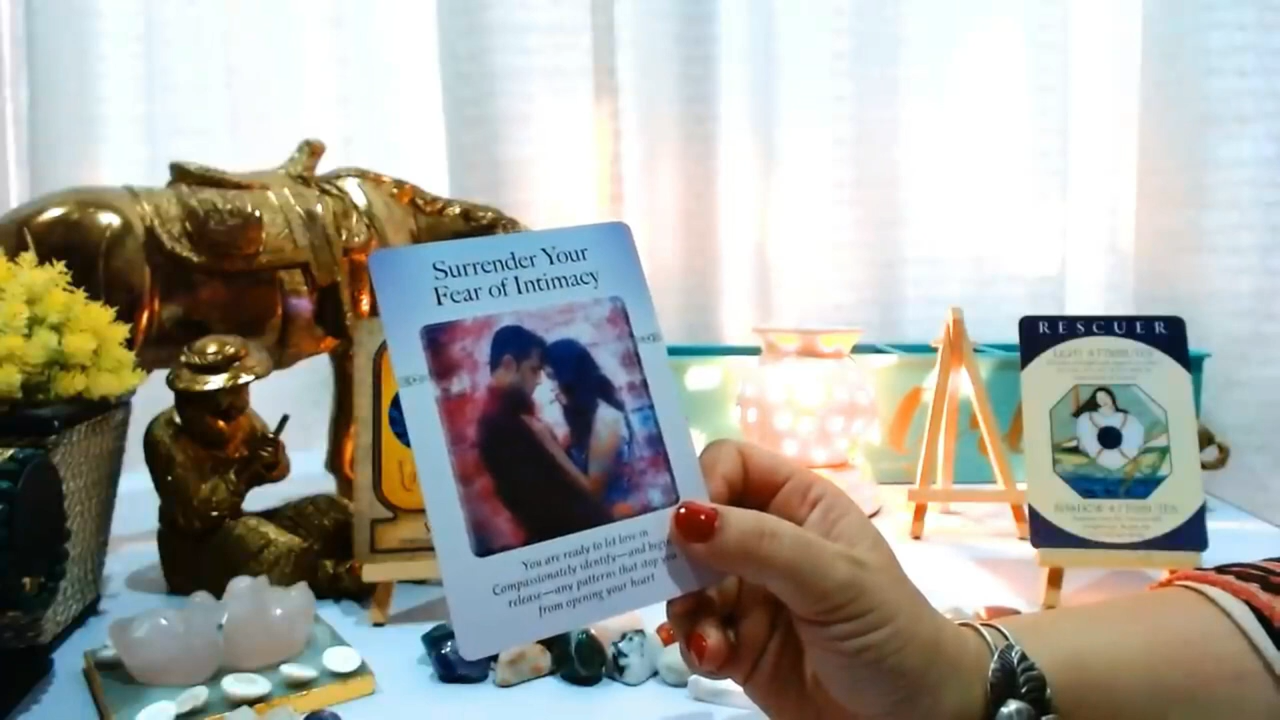 Surrender Your
Fear of Intimacy
You are ready to let love in
Compassionately identify—and begin
release—any patterns that stop you
from opening your heart
RESCUER
LIGHT ATTRIBUTES
SHADOW ATTRIBUTES